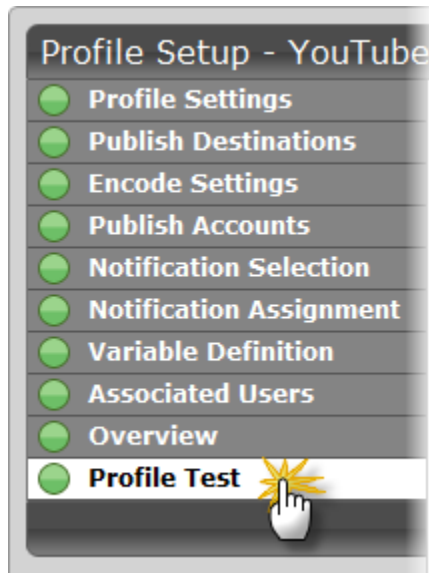 Profile Setup - YouTube
Profile Settings
Publish Destinations
Encode Settings
Publish Accounts
Notification Selection
Notification Assignment
Variable Definition
Associated Users
Overview
Profile Test